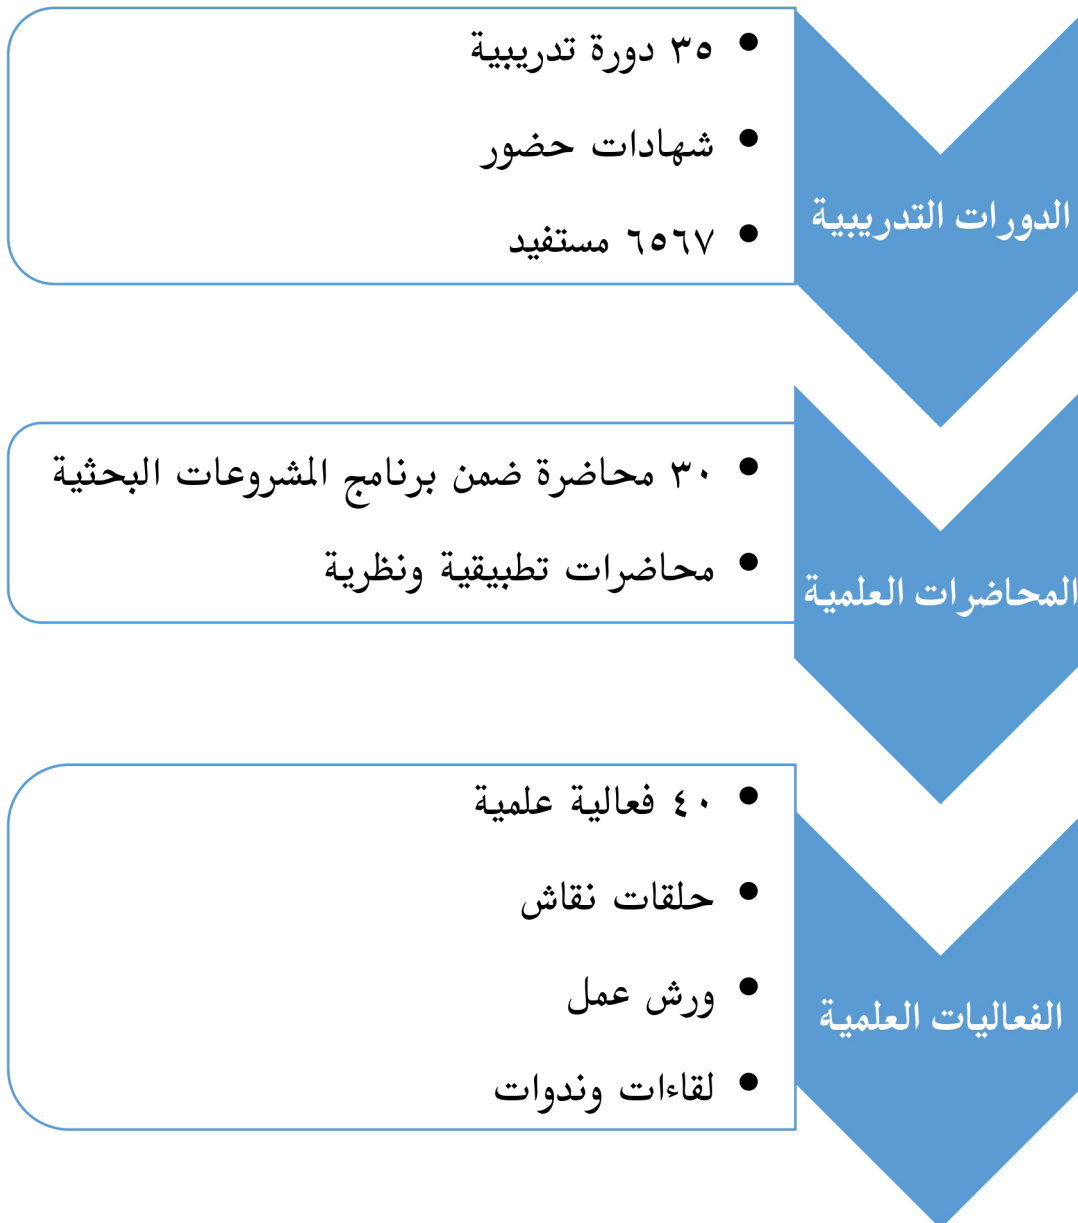 الدورات التدريبية
• ٣٥ دورة تدريبية
• شهادات حضور
• ٦٥٦٧ مستفيد
المحاضرات العلمية
• ٣٠ محاضرة ضمن برنامج المشروعات البحثية
• محاضرات تطبيقية ونظرية
الفعاليات العلمية
• ٤٠ فعالية علمية
• حلقات نقاش
• ورش عمل
• لقاءات وندوات